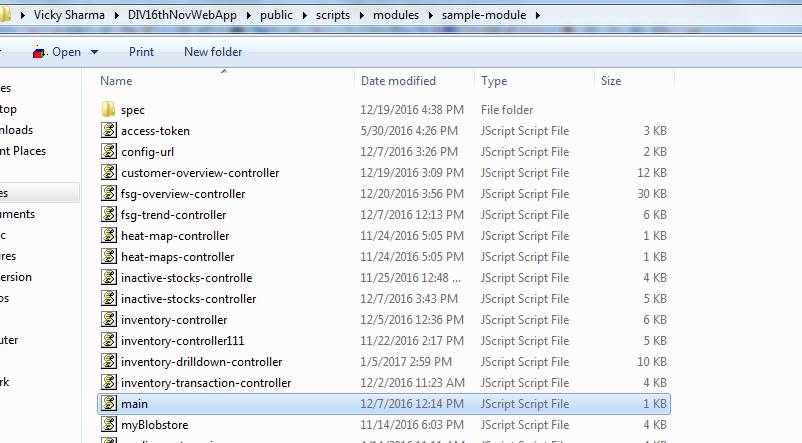 Vicky Sharma ▸ DIV16thNovWebApp ▸ public ▸ scripts ▸ modules ▸ sample-module ▸
Open Print New folder
Name Date modified Type Size
es
top
nloads
nt Places
es
uments
c
ures
ersion
os
uter
rk
spec 12/19/2016 4:38 PM File folder
access-token 5/30/2016 4:26 PM JScript Script File 3 KB
config-url 12/7/2016 3:26 PM JScript Script File 2 KB
customer-overview-controller 12/19/2016 3:09 PM JScript Script File 12 KB
fsg-overview-controller 12/20/2016 3:56 PM JScript Script File 30 KB
fsg-trend-controller 12/7/2016 12:13 PM JScript Script File 6 KB
heat-map-controller 11/24/2016 5:05 PM JScript Script File 1 KB
heat-maps-controller 11/24/2016 5:05 PM JScript Script File 1 KB
inactive-stocks-controlle 11/25/2016 12:48 ... JScript Script File 4 KB
inactive-stocks-controller 12/7/2016 3:43 PM JScript Script File 5 KB
inventory-controller 12/5/2016 12:36 PM JScript Script File 6 KB
inventory-controller111 11/22/2016 2:17 PM JScript Script File 5 KB
inventory-drilldown-controller 1/5/2017 2:59 PM JScript Script File 10 KB
inventory-transaction-controller 12/2/2016 11:23 AM JScript Script File 4 KB
main 12/7/2016 12:14 PM JScript Script File 1 KB
myBlobstore 11/14/2016 6:03 PM JScript Script File 4 KB